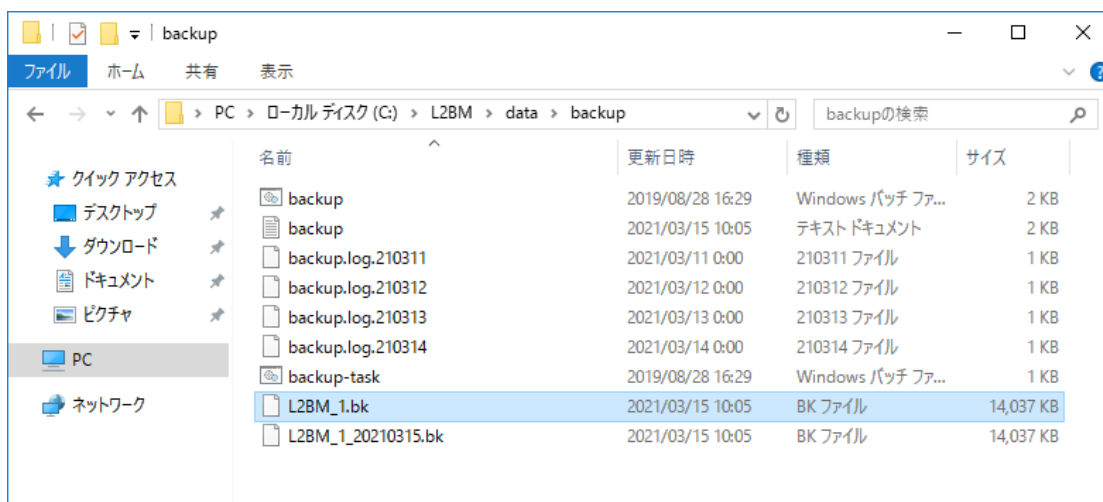 backup
ファイル ホーム 共有 表示
PC > ローカル ディスク (C:) > L2BM > data > backup
backupの検索
クイック アクセス
デスクトップ
ダウンロード
ドキュメント
ピクチャ
PC
ネットワーク
名前 更新日時 種類 サイズ
backup 2019/08/28 16:29 Windows バッチ ファ... 2 KB
backup 2021/03/15 10:05 テキスト ドキュメント 2 KB
backup.log.210311 2021/03/11 0:00 210311 ファイル 1 KB
backup.log.210312 2021/03/12 0:00 210312 ファイル 1 KB
backup.log.210313 2021/03/13 0:00 210313 ファイル 1 KB
backup.log.210314 2021/03/14 0:00 210314 ファイル 1 KB
backup-task 2019/08/28 16:29 Windows バッチ ファ... 1 KB
L2BM_1.bk 2021/03/15 10:05 BK ファイル 14,037 KB
L2BM_1_20210315.bk 2021/03/15 10:05 BK ファイル 14,037 KB